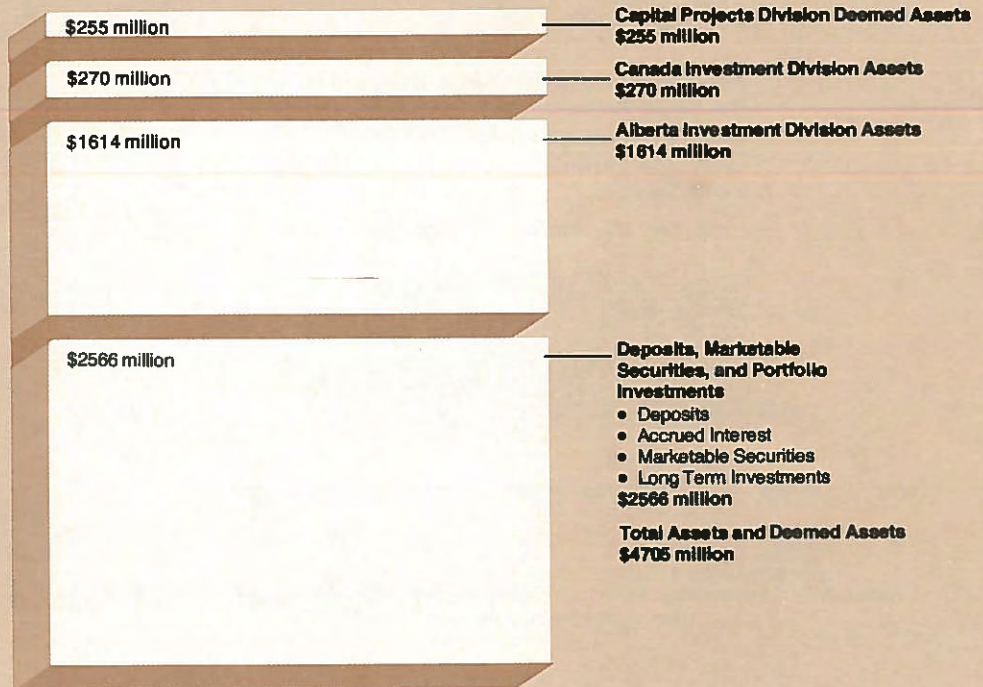 $255 million
Capital Projects Division Deemed Assets
$255 million
$270 million
Canada Investment Division Assets
$270 million
$1614 million
Alberta Investment Division Assets
$1614 million
$2566 million
Deposits, Marketable
Securities, and Portfolio
Investments
• Deposits
• Accrued Interest
• Marketable Securities
• Long Term Investments
$2566 million
Total Assets and Deemed Assets
$4705 million